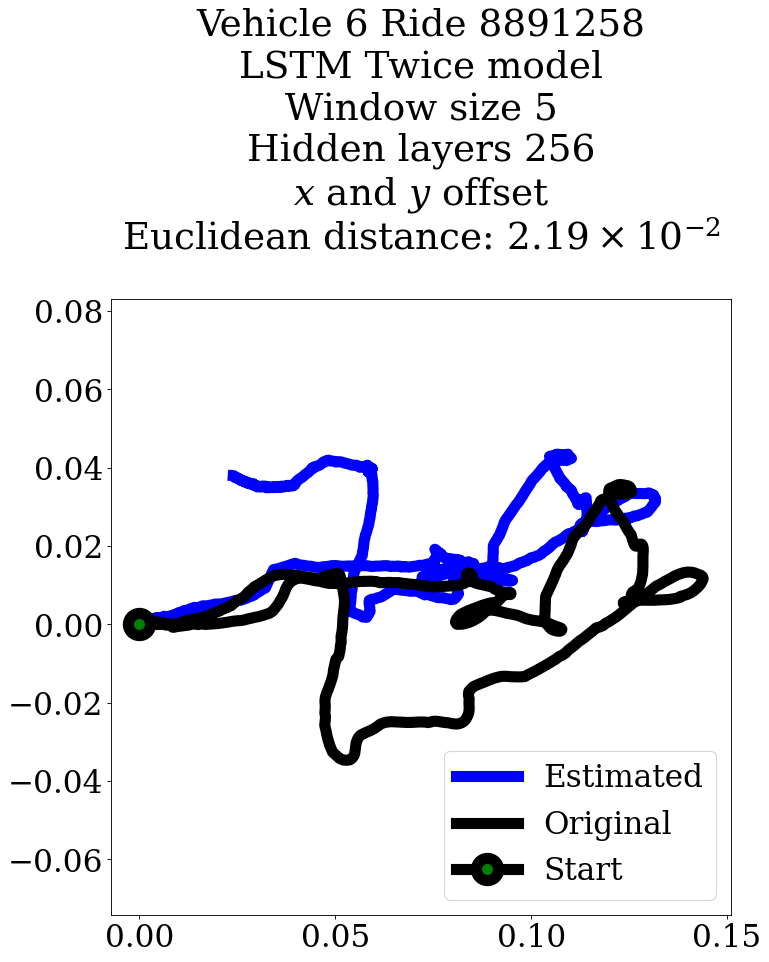 Vehicle 6 Ride 8891258
LSTM Twice model
Window size 5
Hidden layers 256
x and y offset
Euclidean distance: 2.19 × 10⁻²
0.08
0.06
0.04
0.02
0.00
−0.02
−0.04
−0.06
Estimated
Original
Start
0.00 0.05 0.10 0.15